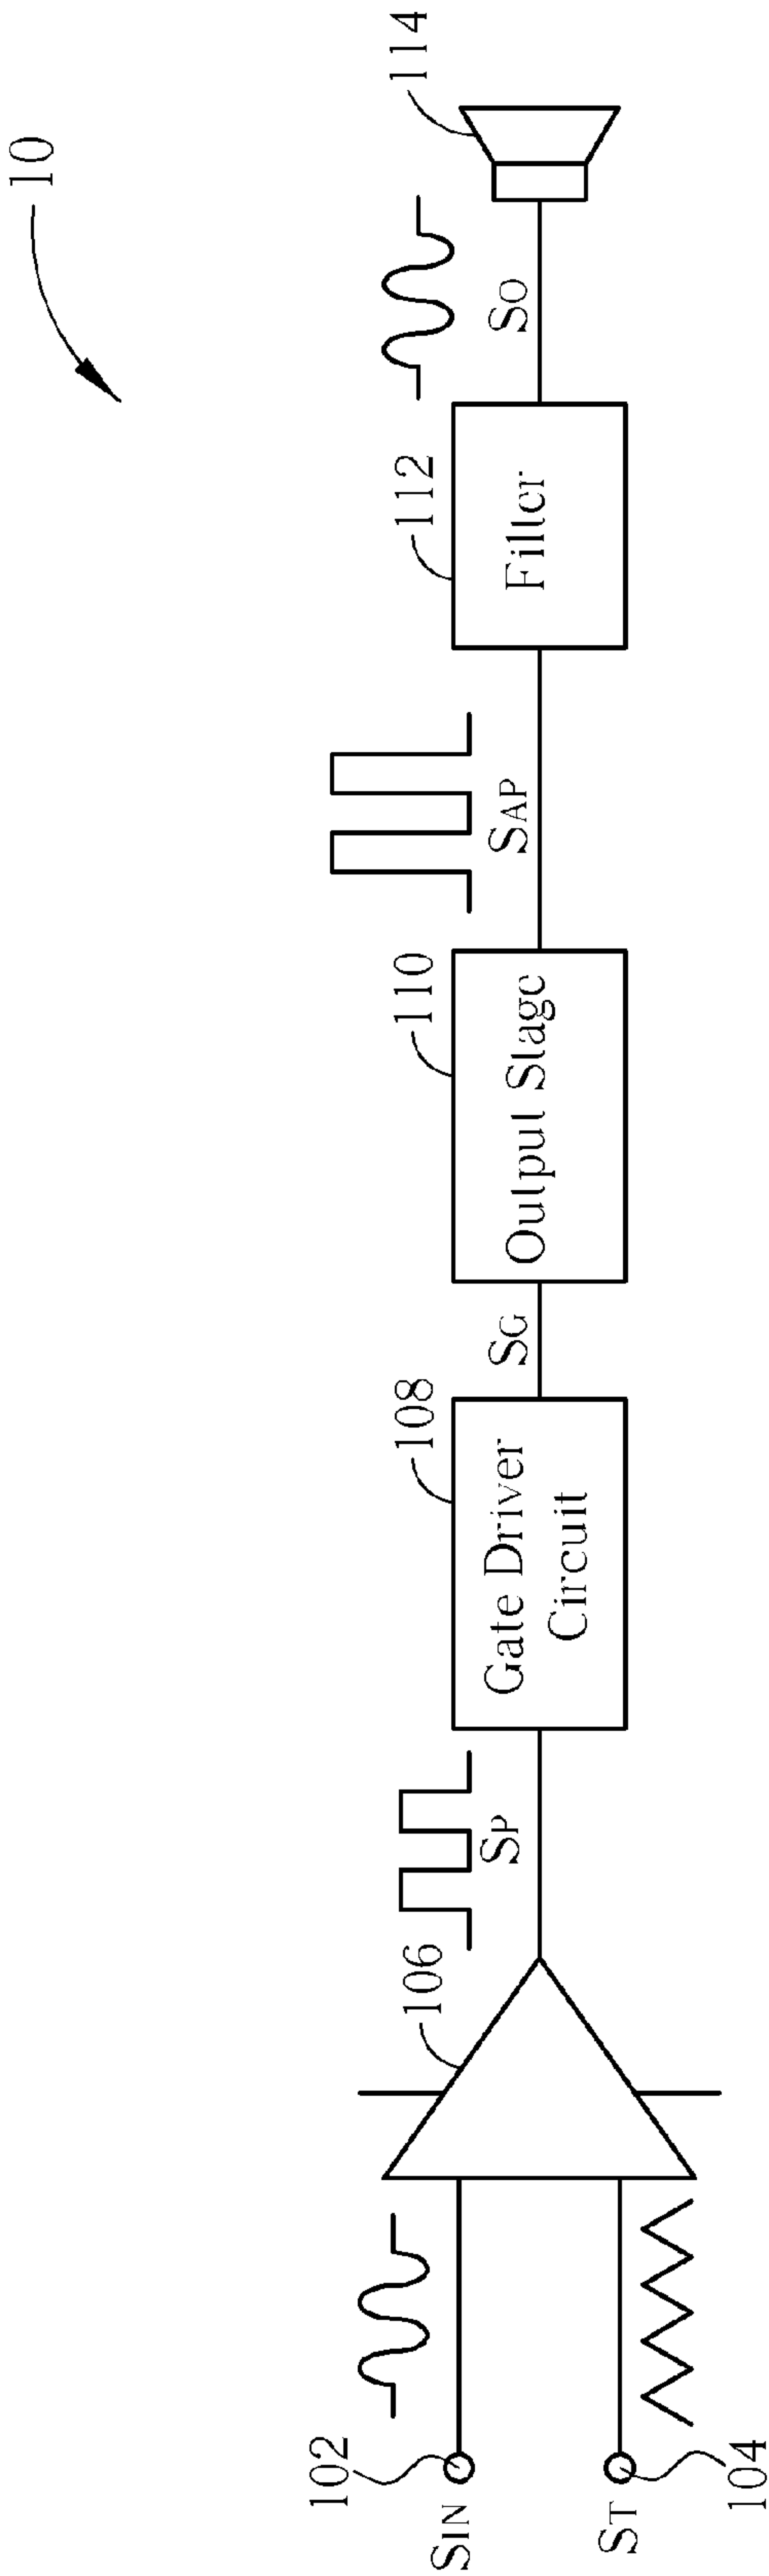 10
SIN
102
ST
104
106
SP
108
Gate Driver
Circuit
SG
110
Output Stage
SAP
112
Filter
SO
114